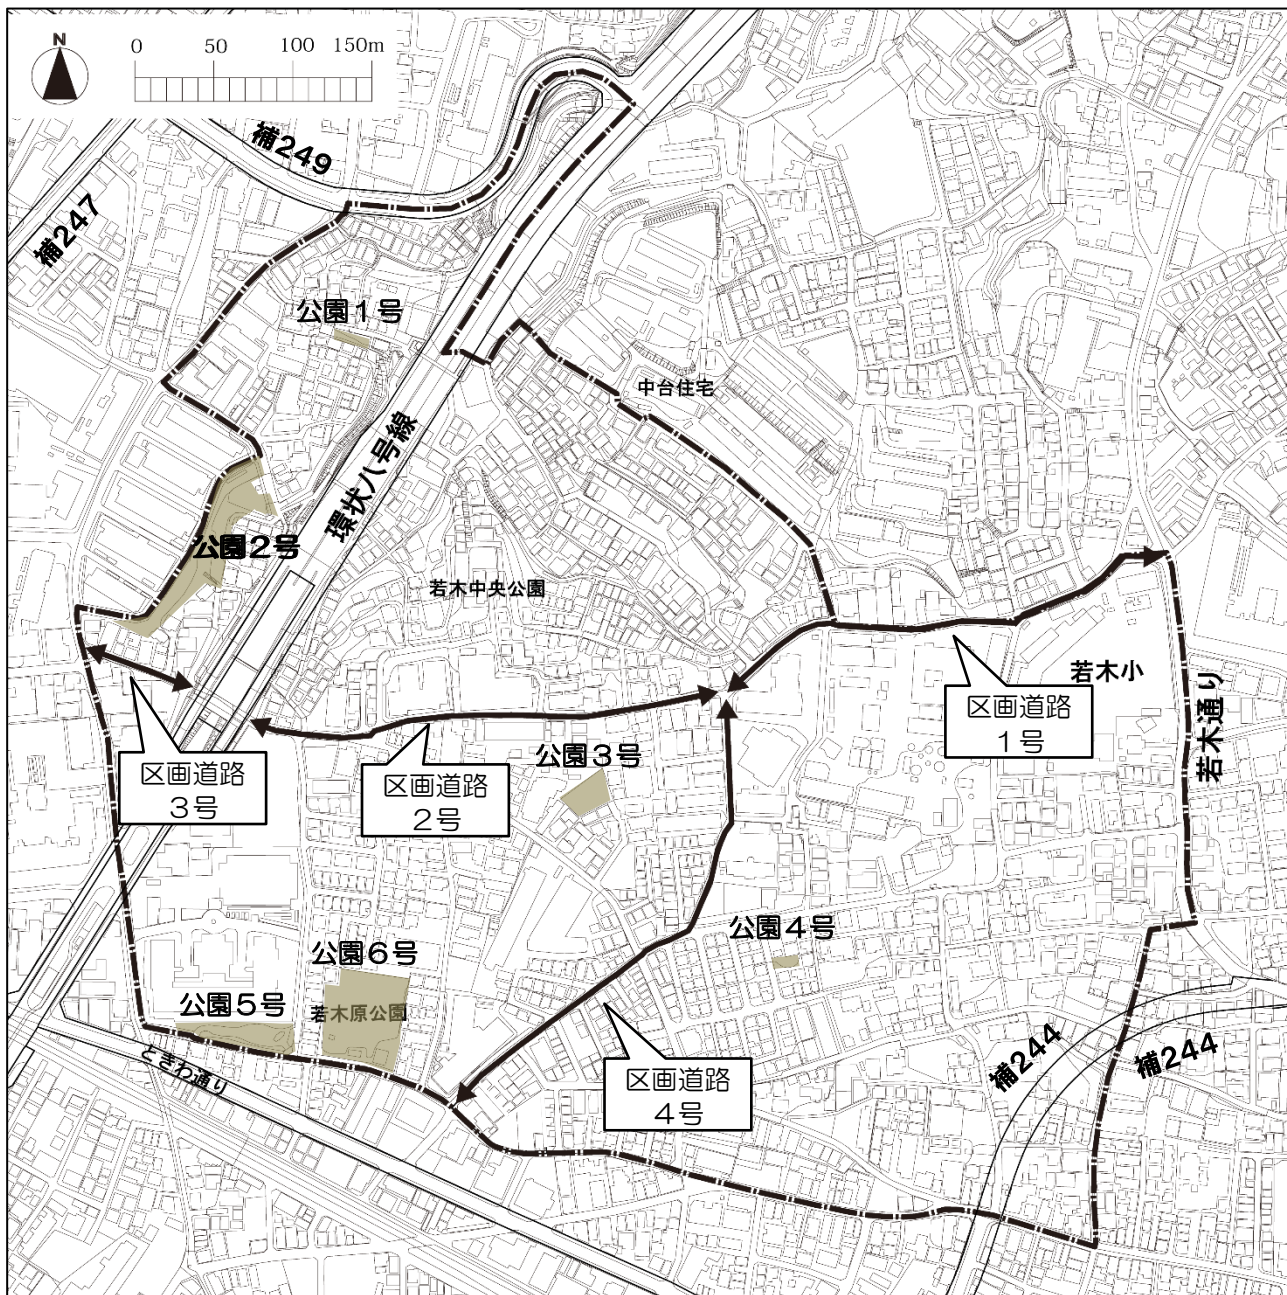 N
0 50 100 150m
補249
補247
公園1号
中台住宅
環状八号線
公園2号
若木中央公園
若木小
区画道路
1号
若木通り
区画道路
3号
区画道路
2号
公園3号
公園4号
公園6号
公園5号
若木原公園
補244
補244
ときわ通り
区画道路
4号